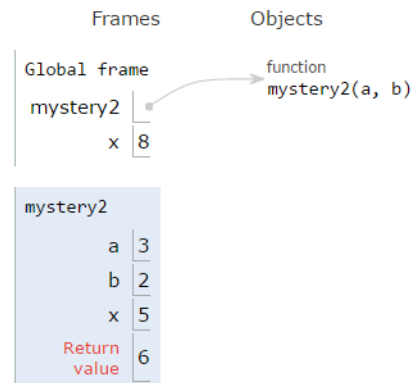 Frames Objects
Global frame
function
mystery2(a, b)
mystery2
x 8
mystery2
a 3
b 2
x 5
Return
value 6